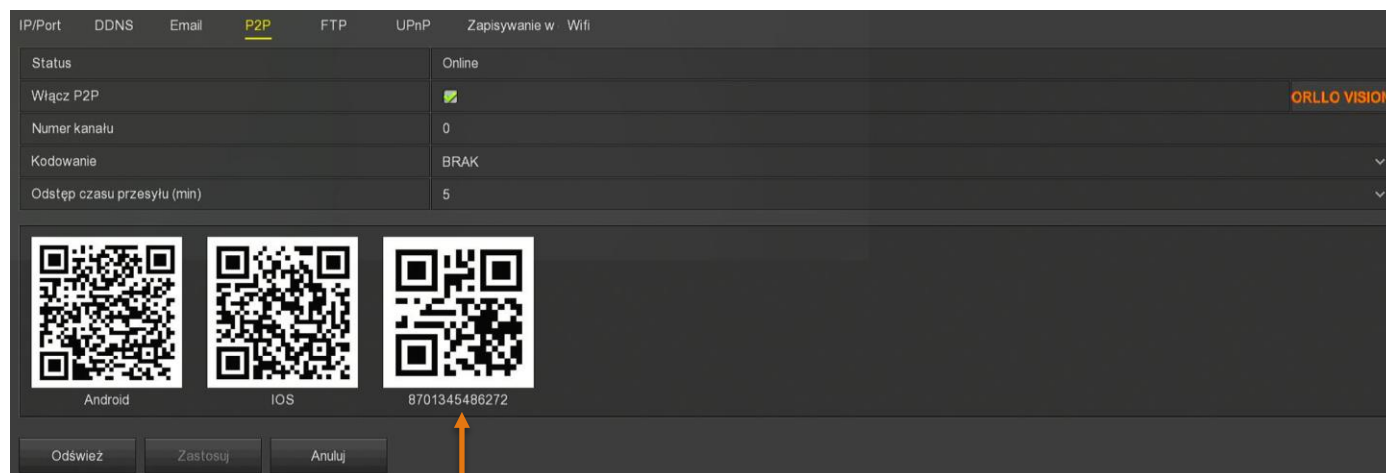 IP/Port DDNS Email P2P FTP UPnP Zapisywanie w Wifi
Status Online
Włącz P2P
ORLLO VISION
Numer kanału 0
Kodowanie BRAK
Odstęp czasu przesyłu (min) 5
Android IOS 8701345486272
Odśwież Zastosuj Anuluj